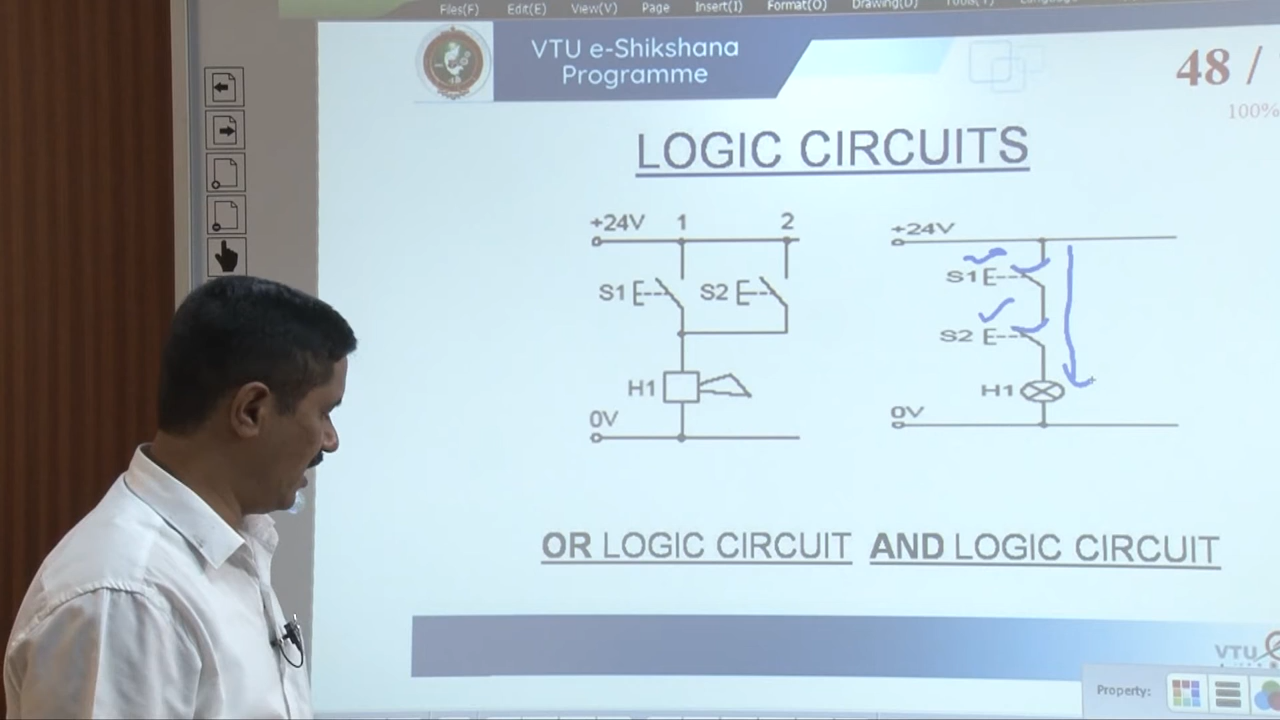 Files(F) Edit(E) View(V) Page Insert(I) Format(O) Drawing(D)
VTU e-Shikshana
Programme
48 /
100%
LOGIC CIRCUITS
+24V 1 2
S1 S2
H1
0V
+24V
S1
S2
H1
0V
OR LOGIC CIRCUIT AND LOGIC CIRCUIT
VTU
Property: